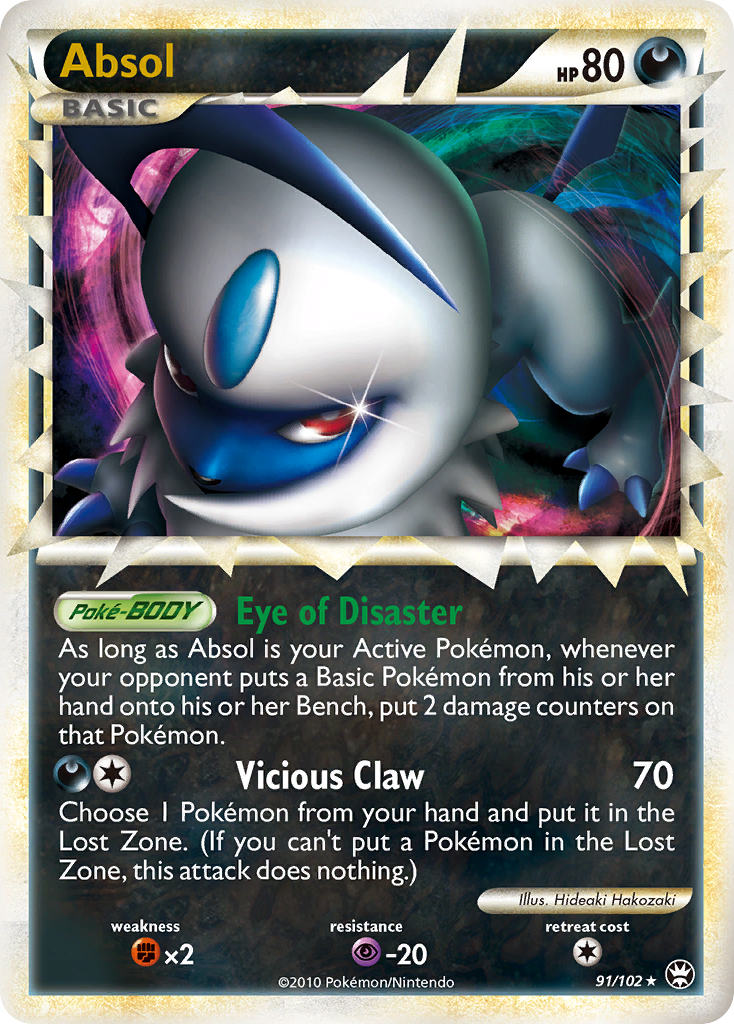 Absol
HP 80
BASIC
Poké-BODY Eye of Disaster
As long as Absol is your Active Pokémon, whenever
your opponent puts a Basic Pokémon from his or her
hand onto his or her Bench, put 2 damage counters on
that Pokémon.
Vicious Claw 70
Choose 1 Pokémon from your hand and put it in the
Lost Zone. (If you can't put a Pokémon in the Lost
Zone, this attack does nothing.)
Illus. Hideaki Hakozaki
weakness resistance retreat cost
×2 -20
©2010 Pokémon/Nintendo 91/102 ★